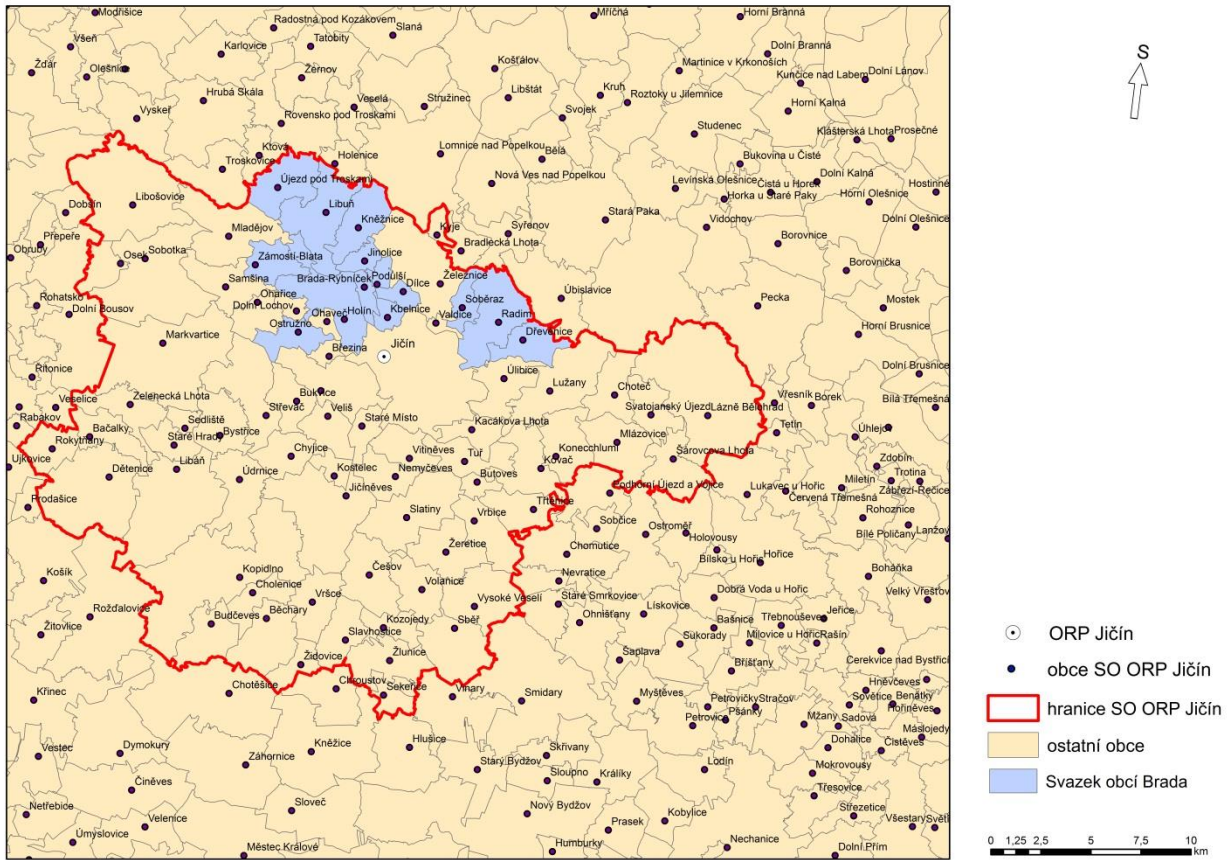 Modřišice
Radostná pod Kozákovem
Slaná
Mříčná
Horní Branná
Všeň
Karlovice
Tatobity
Dolní Branná
Žďár
Olešnice
Žernov
Košťálov
Martinice v Krkonoších
Kunčice nad Labem
Dolní Lánov
Hrubá Skála
Veselá
Stružinec
Libštát
Kruh
Roztoky u Jilemnice
Horní Kalná
Vyskeř
Rovensko pod Troskami
Svojek
Studenec
Klášterská Lhota
Prosečné
Ktová
Holenice
Lomnice nad Popelkou
Bělá
Bukovina u Čisté
Troskovice
Újezd pod Troskami
Nová Ves nad Popelkou
Levínská Olešnice
Čistá u Horek
Dolní Kalná
Hostinné
Horka u Staré Paky
Horní Olešnice
Dobšín
Libošovice
Libuň
Kněžnice
Stará Paka
Vidochov
Dolní Olešnice
Přepeře
Mladějov
Kyje
Syřenov
Borovnice
Obruby
Osek
Sobotka
Zámostí-Blata
Jinolice
Bradlecká Lhota
Borovnička
Samšina
Brada-Rybníček
Podůlší
Dílce
Železnice
Úbislavice
Rohatsko
Dolní Bousov
Ohařice
Dolní Lochov
Ohaveč
Holín
Kbelnice
Valdice
Soběraz
Radim
Pecka
Mostek
Markvartice
Ostružno
Březina
Jičín
Dřevěnice
Horní Brusnice
Řitonice
Úlibice
Dolní Brusnice
Veselice
Zelenecká Lhota
Bukvice
Lužany
Choteč
Vřesník
Borek
Bílá Třemešná
Rabakov
Sedliště
Střevač
Veliš
Staré Místo
Kacákova Lhota
Svatojanský Újezd
Lázně Bělohrad
Tetín
Rokytňany
Bačalky
Staré Hrady
Bystřice
Mlázovice
Úhlejov
Ujkovice
Dětenice
Libáň
Chyjice
Vitiněves
Tuř
Kovač
Konecchlumí
Šárovcova Lhota
Zdobín
Údrnice
Kostelec
Nemyčeves
Butoves
Miletín
Trotina
Zábřezí-Řečice
Prodašice
Jičíněves
Podhorní Újezd a Vojice
Lukavec u Hořic
Červená Třemešná
Slatiny
Vrbice
Třtěnice
Sobčice
Ostroměř
Holovousy
Rohoznice
Bílé Poličany
Lanžov
Žeretice
Chomutice
Bílsko u Hořic
Hořice
Košík
Kopidlno
Cholenice
Češov
Volanice
Nevratice
Dobrá Voda u Hořic
Boháňka
Rožďalovice
Vršce
Vysoké Veselí
Staré Smrkovice
Lískovice
Velký Vřešťov
Žitovlice
Budčeves
Běchary
Kozojedy
Sběř
Ohnišťany
Bašnice
Třebnouševes
Jeřice
Slavhostice
Sukorady
Milovice u Hořic
Rašín
Židovice
Žlunice
Šaplava
Bříšťany
Cerekvice nad Bystřicí
Křinec
Chotěšice
Chroustov
Sekeřice
Vinary
Smidary
Myštěves
Petrovičky
Stračov
Hněvčeves
Sovětice
Benátky
Hořiněves
Petrovice
Pšánky
Mžany
Sadová
Máslojedy
Vestec
Dymokury
Záhornice
Kněžice
Hlušice
Skřivany
Dohalice
Čistěves
Činěves
Starý Bydžov
Sloupno
Králíky
Lodín
Mokrovousy
Třesovice
Netřebice
Velenice
Sloveč
Nový Bydžov
Prasek
Kobylice
Střezetice
Všestary
Světí
Úmyslovice
Městec Králové
Humburky
Nechanice
Dolní Přím
S
ORP Jičín
obce SO ORP Jičín
hranice SO ORP Jičín
ostatní obce
Svazek obcí Brada
0 1,25 2,5 5 7,5 10
km